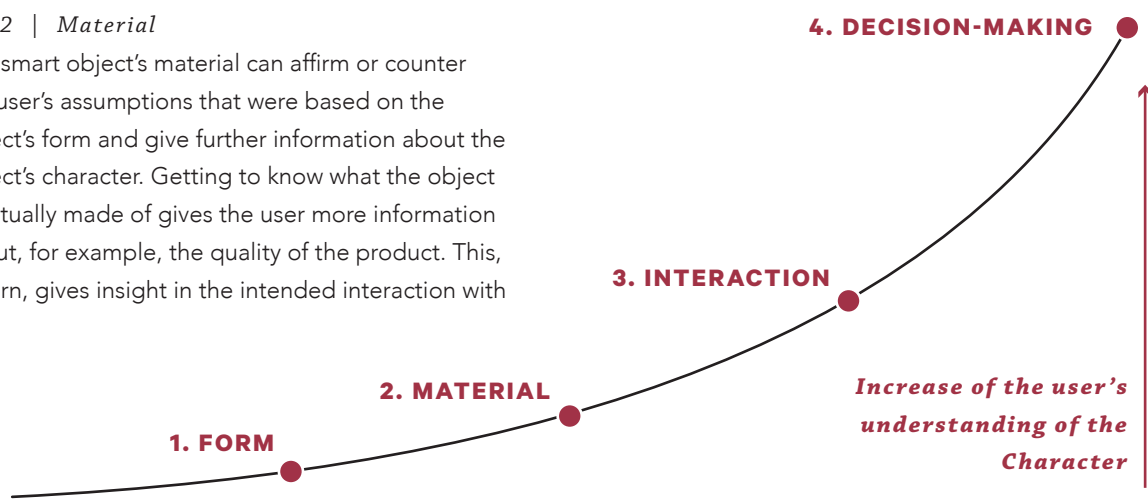 2 | Material
smart object's material can affirm or counter
user's assumptions that were based on the
ect's form and give further information about the
ect's character. Getting to know what the object
tually made of gives the user more information
ut, for example, the quality of the product. This,
rn, gives insight in the intended interaction with
4. DECISION-MAKING
3. INTERACTION
2. MATERIAL
1. FORM
Increase of the user's
understanding of the
Character